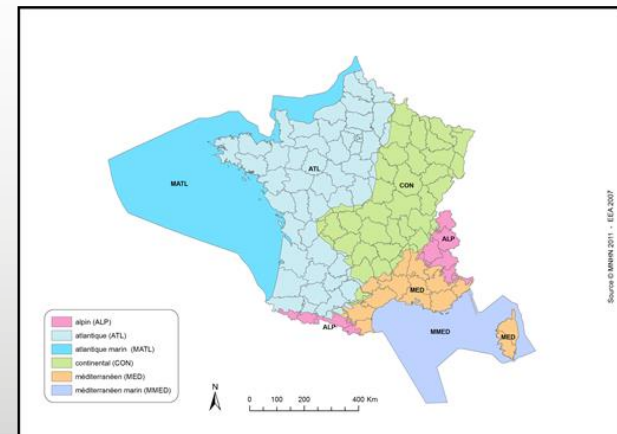 MATL
ATL
CON
ALP
MED
ALP
MMED
MED
alpin (ALP)
atlantique (ATL)
atlantique marin (MATL)
continental (CON)
méditerranéen (MED)
méditerranéen marin (MMED)
N
0 100 200 400 Km
Source © MNHN 2011 - EEA 2007